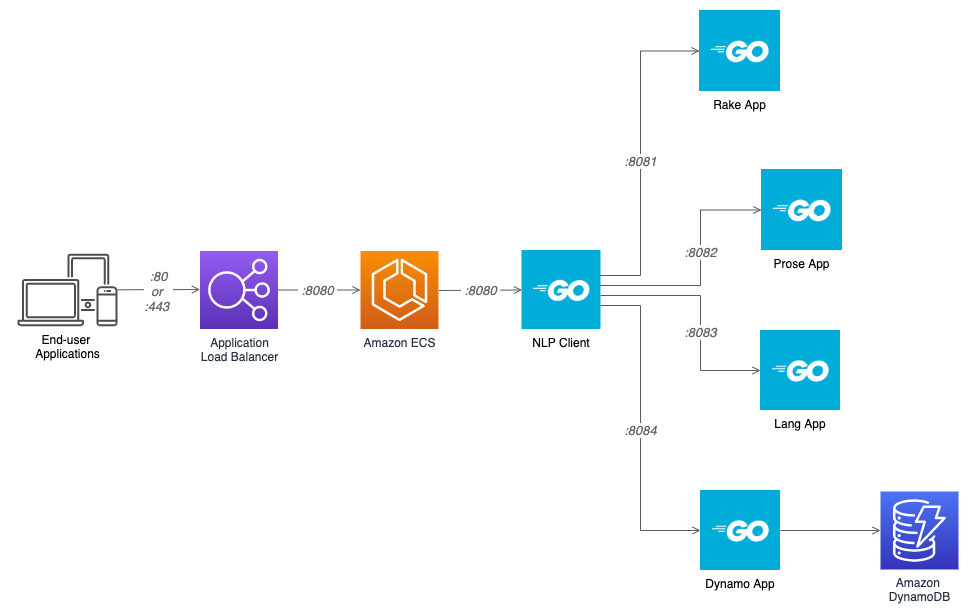 GO
Rake App
:8081
GO
Prose App
:8082
:80
or
:443
End-user
Applications
Application
Load Balancer
:8080
Amazon ECS
:8080
GO
NLP Client
:8083
GO
Lang App
:8084
GO
Dynamo App
Amazon
DynamoDB